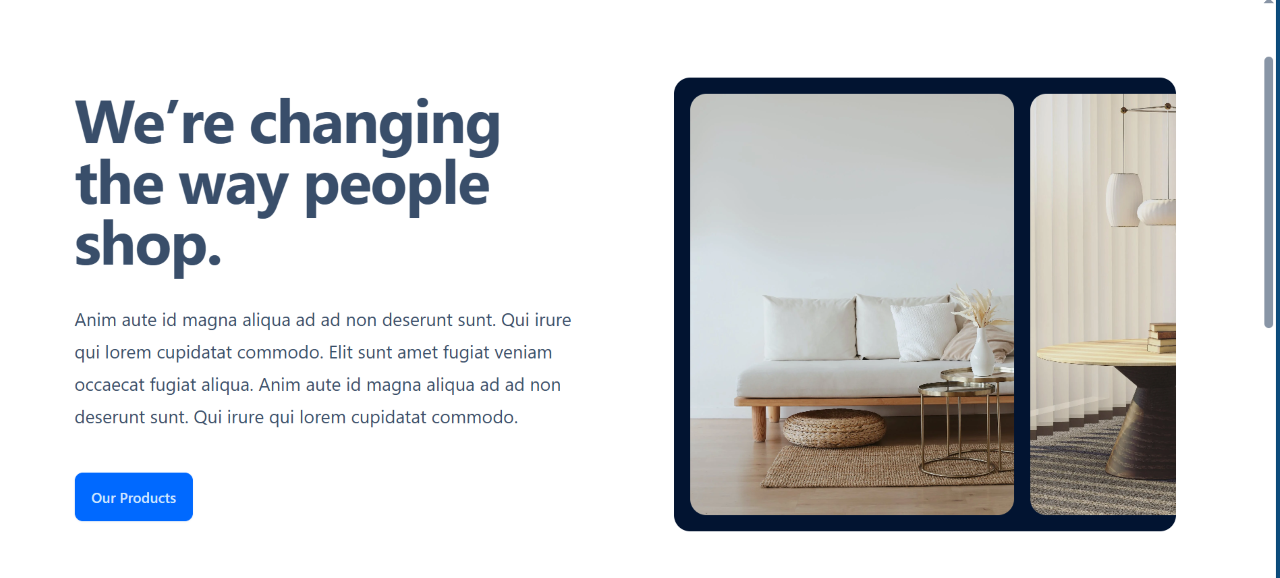 We’re changing
the way people
shop.
Anim aute id magna aliqua ad ad non deserunt sunt. Qui irure
qui lorem cupidatat commodo. Elit sunt amet fugiat veniam
occaecat fugiat aliqua. Anim aute id magna aliqua ad ad non
deserunt sunt. Qui irure qui lorem cupidatat commodo.
Our Products